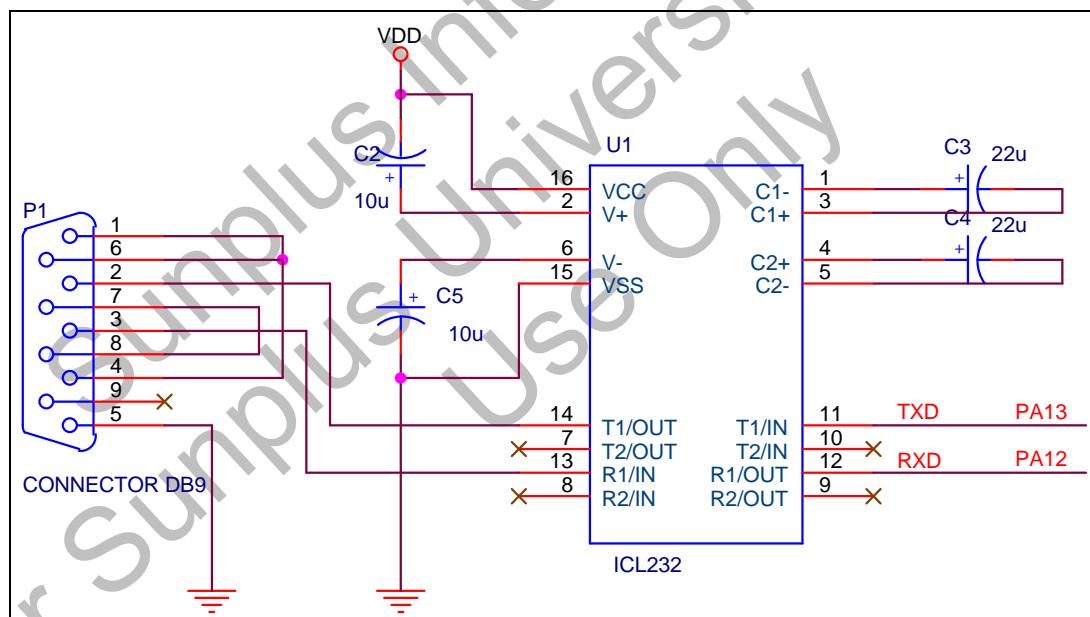 Sunplus Inf
Sunplus Univers
Use Only
r
VDD
C2
10u
U1
16 VCC
2 V+
6 V-
15 VSS
14 T1/OUT
7 T2/OUT
13 R1/IN
8 R2/IN
C1- 1
C1+ 3
C2+ 4
C2- 5
T1/IN 11
T2/IN 10
R1/OUT 12
R2/OUT 9
ICL232
C3
+
22u
C4
+
22u
C5
+
10u
+
P1
1
6
2
7
3
8
4
9
5
CONNECTOR DB9
TXD PA13
RXD PA12